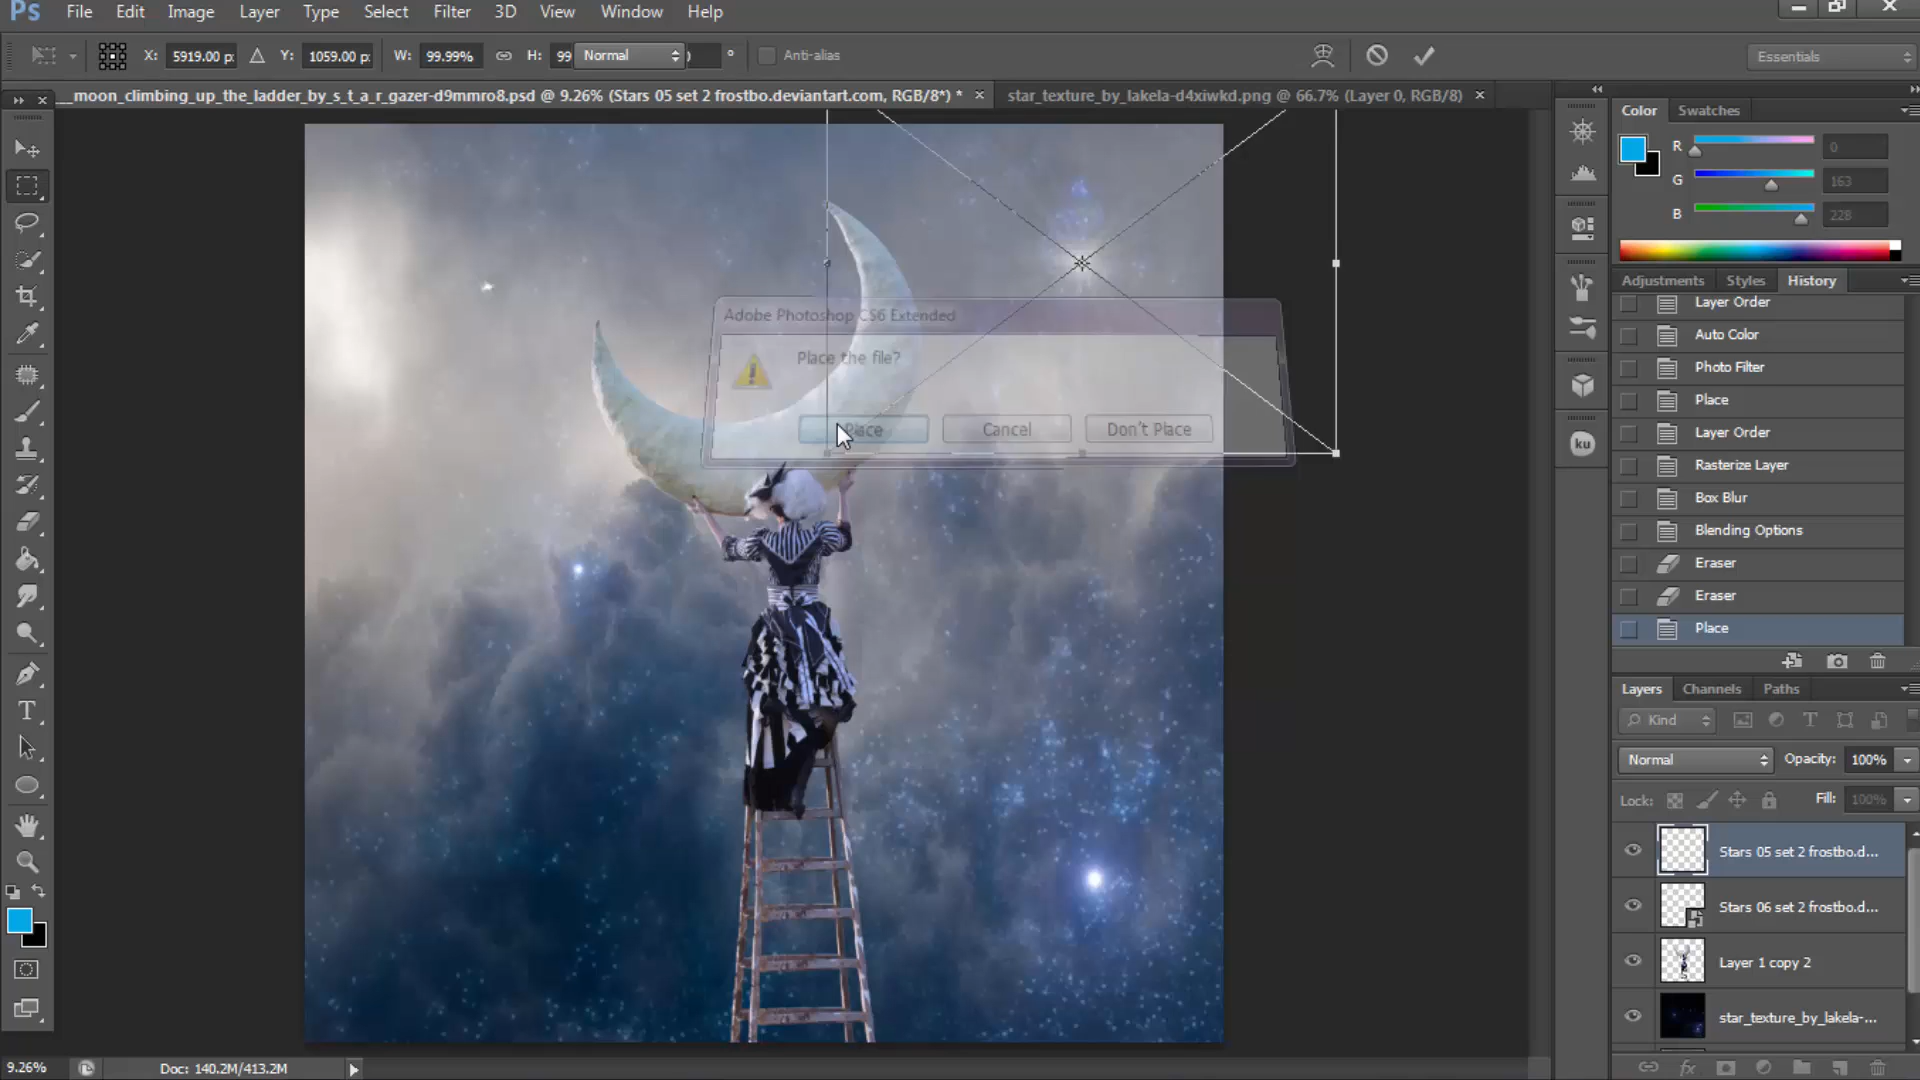 Ps File Edit Image Layer Type Select Filter 3D View Window Help
X: 5919.00 p: Y: 1059.00 p: W: 99.99% H: 99 Normal ° Anti-alias Essentials
__moon_climbing_up_the_ladder_by_s_t_a_r_gazer-d9mmro8.psd @ 9.26% (Stars 05 set 2 frostbo.deviantart.com, RGB/8*) * × star_texture_by_lakela-d4xiwkd.png @ 66.7% (Layer 0, RGB/8) ×
Color Swatches
R 0
G 163
B 228
Adjustments Styles History
Layer Order
Auto Color
Photo Filter
Place
Layer Order
Rasterize Layer
Box Blur
Blending Options
Eraser
Eraser
Place
ku
Adobe Photoshop CS6 Extended
Place the file?
Place Cancel Don't Place
Layers Channels Paths
Kind
Normal Opacity: 100%
Lock: Fill: 100%
Stars 05 set 2 frostbo.d...
Stars 06 set 2 frostbo.d...
Layer 1 copy 2
star_texture_by_lakela-...
fx
9.26% Doc: 140.2M/413.2M